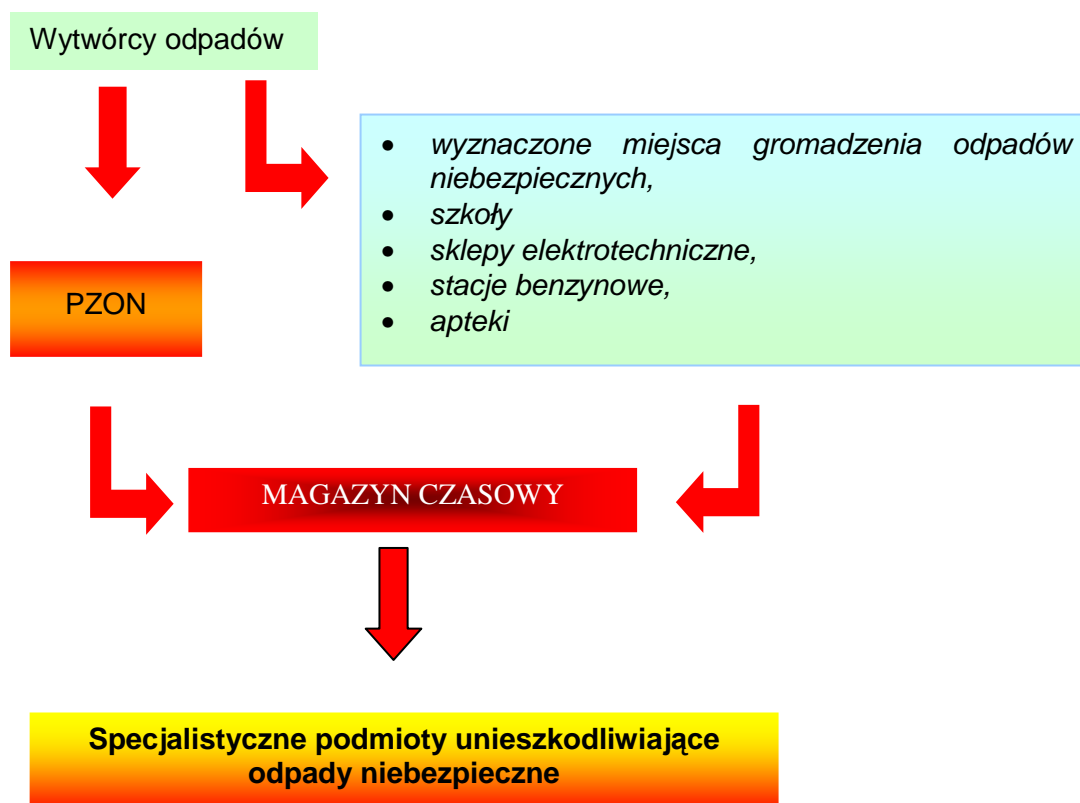 Wytwórcy odpadów
• wyznaczone miejsca gromadzenia odpadów
niebezpiecznych,
• szkoły
• sklepy elektrotechniczne,
• stacje benzynowe,
• apteki
PZON
MAGAZYN CZASOWY
Specjalistyczne podmioty unieszkodliwiające
odpady niebezpieczne